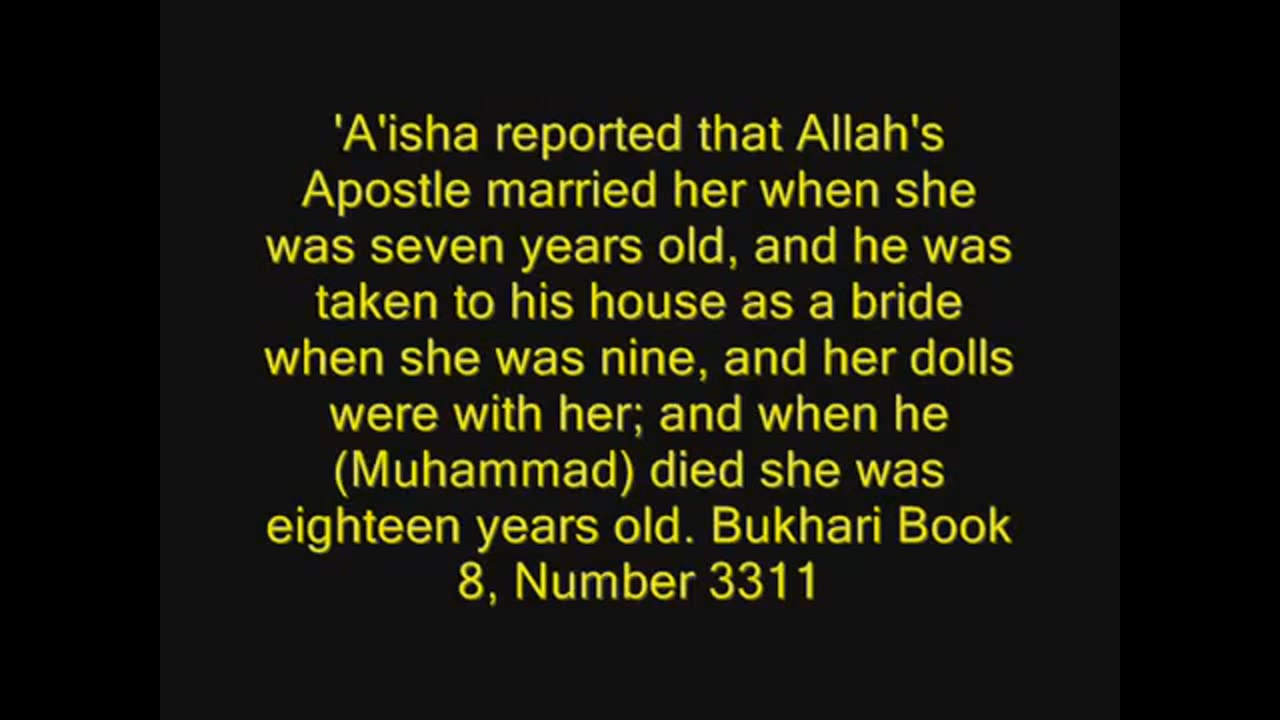 'A'isha reported that Allah's
Apostle married her when she
was seven years old, and he was
taken to his house as a bride
when she was nine, and her dolls
were with her; and when he
(Muhammad) died she was
eighteen years old. Bukhari Book
8, Number 3311